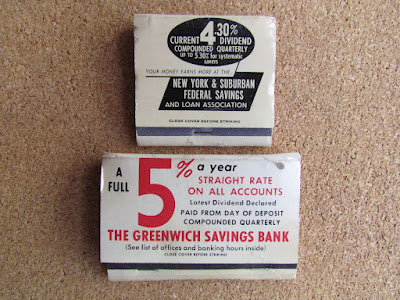 CURRENT 4.30% DIVIDEND
COMPOUNDED QUARTERLY
UP TO 5.30% for systematic
savers
YOUR MONEY EARNS MORE AT THE
NEW YORK & SUBURBAN
FEDERAL SAVINGS
AND LOAN ASSOCIATION
CLOSE COVER BEFORE STRIKING
A FULL 5% a year
STRAIGHT RATE
ON ALL ACCOUNTS
Latest Dividend Declared
PAID FROM DAY OF DEPOSIT
COMPOUNDED QUARTERLY
THE GREENWICH SAVINGS BANK
(See list of offices and banking hours inside)
CLOSE COVER BEFORE STRIKING